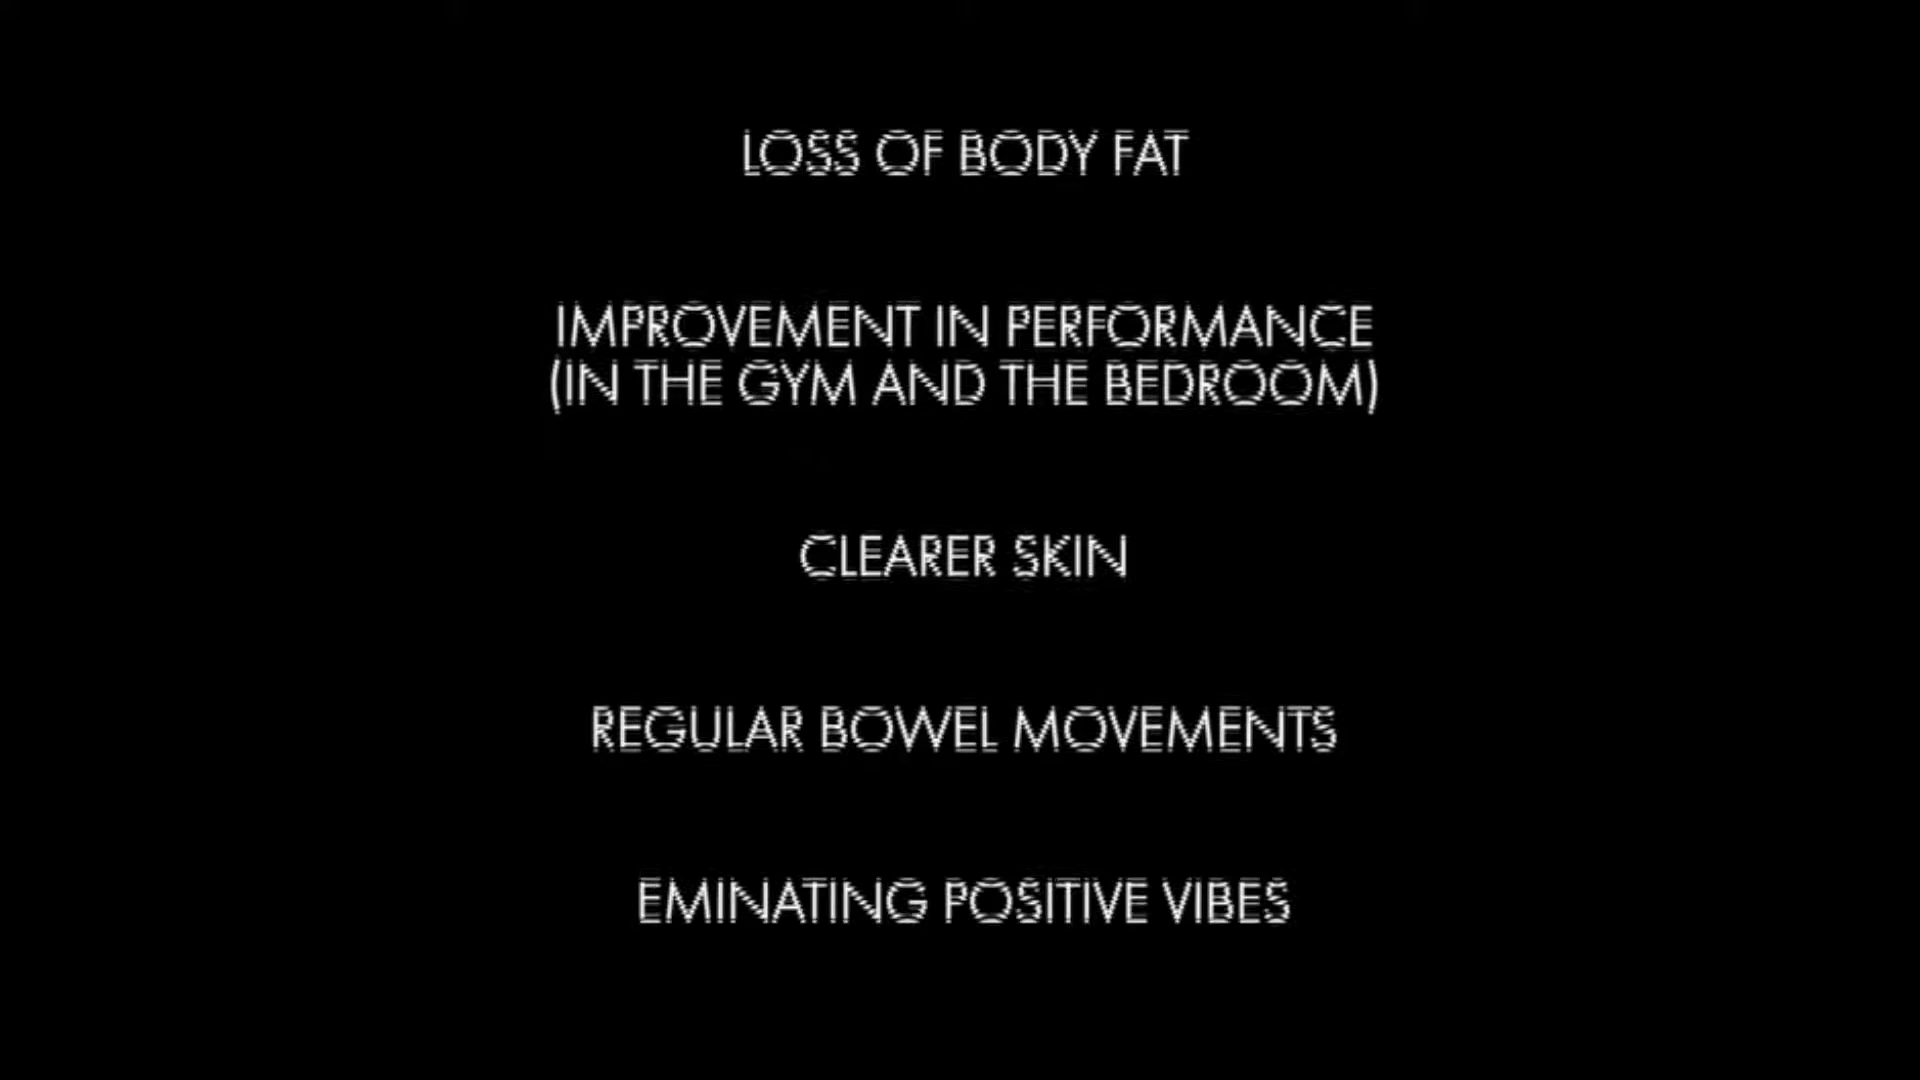 LOSS OF BODY FAT
IMPROVEMENT IN PERFORMANCE
(IN THE GYM AND THE BEDROOM)
CLEARER SKIN
REGULAR BOWEL MOVEMENTS
EMINATING POSITIVE VIBES